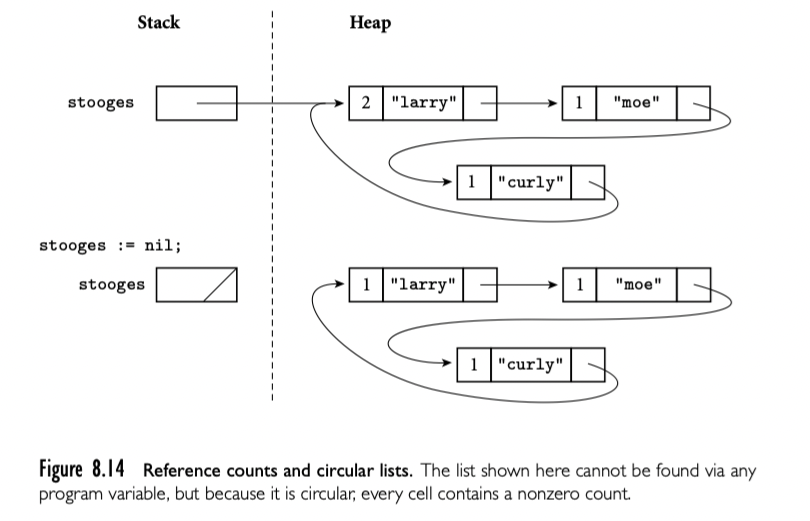 Stack Heap
stooges 2 "larry" 1 "moe"
1 "curly"
stooges := nil;
stooges 1 "larry" 1 "moe"
1 "curly"
Figure 8.14 Reference counts and circular lists. The list shown here cannot be found via any
program variable, but because it is circular, every cell contains a nonzero count.